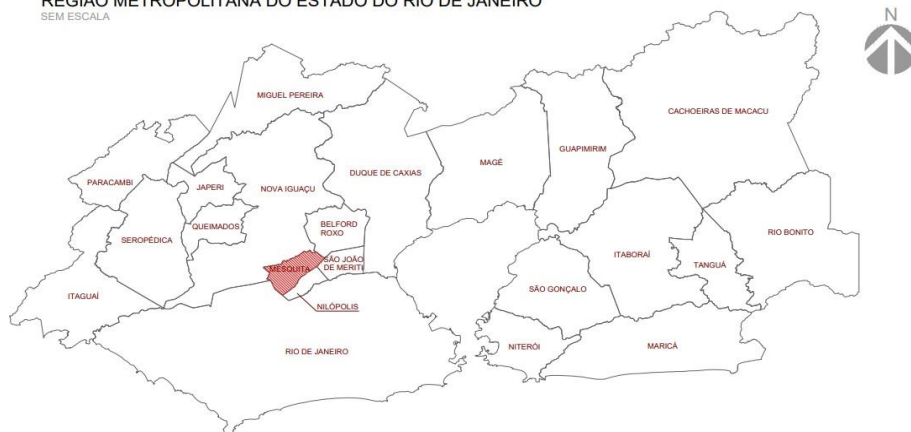 REGIÃO METROPOLITANA DO ESTADO DO RIO DE JANEIRO
SEM ESCALA
N
MIGUEL PEREIRA
CACHOEIRAS DE MACACU
GUAPIMIRIM
MAGÉ
DUQUE DE CAXIAS
PARACAMBI
JAPERI
NOVA IGUAÇU
QUEIMADOS
SEROPÉDICA
BELFORD
ROXO
RIO BONITO
ITABORAÍ
TANGUÁ
MESQUITA
SÃO JOÃO
DE MERITI
SÃO GONÇALO
ITAGUAÍ
NILÓPOLIS
RIO DE JANEIRO
NITERÓI
MARICÁ